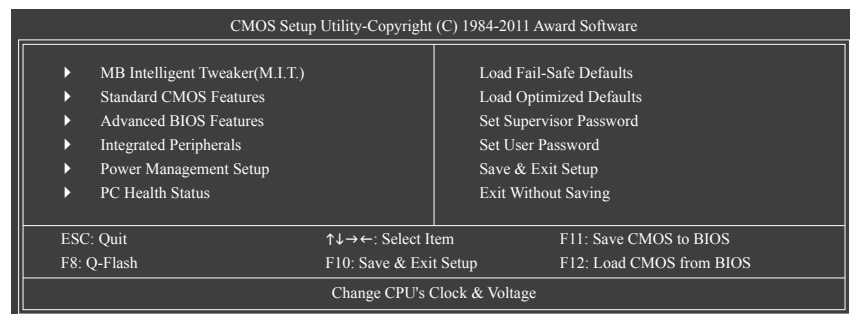 CMOS Setup Utility-Copyright (C) 1984-2011 Award Software
MB Intelligent Tweaker(M.I.T.)
Standard CMOS Features
Advanced BIOS Features
Integrated Peripherals
Power Management Setup
PC Health Status
Load Fail-Safe Defaults
Load Optimized Defaults
Set Supervisor Password
Set User Password
Save & Exit Setup
Exit Without Saving
ESC: Quit ↑↓→←: Select Item F11: Save CMOS to BIOS
F8: Q-Flash F10: Save & Exit Setup F12: Load CMOS from BIOS
Change CPU's Clock & Voltage